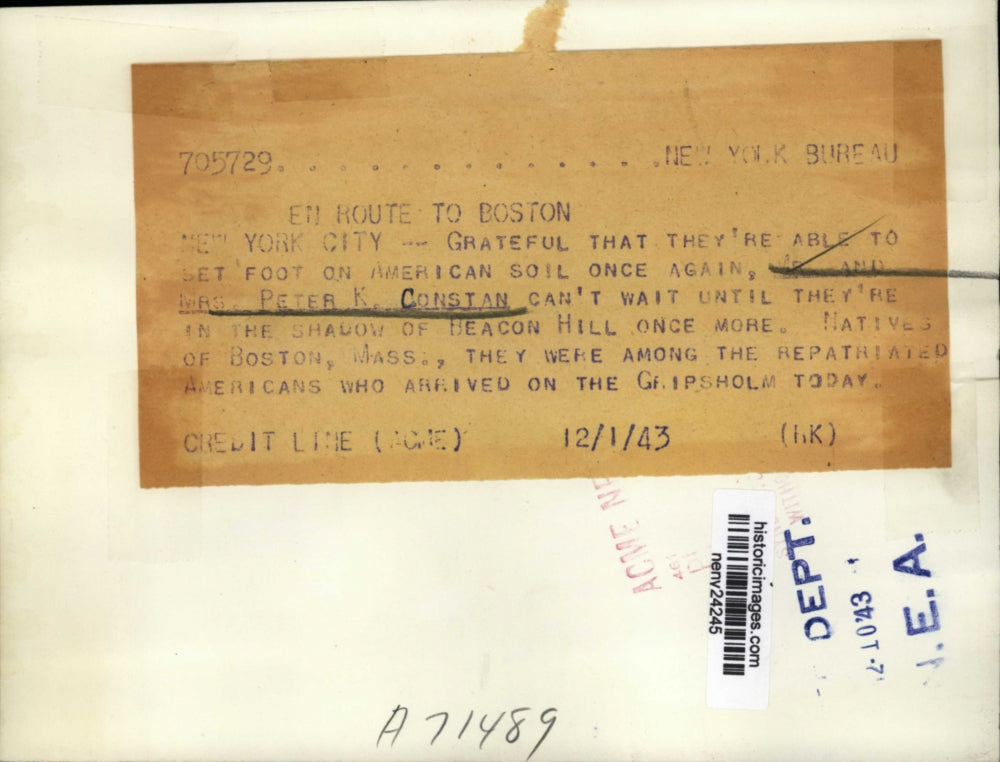 705729. . . . . . . . . . . . . .NEW YORK BUREAU
EN ROUTE TO BOSTON
NEW YORK CITY -- GRATEFUL THAT THEY'RE ABLE TO
SET FOOT ON AMERICAN SOIL ONCE AGAIN, MR. AND
MRS. PETER K. CONSTAN CAN'T WAIT UNTIL THEY'RE
IN THE SHADOW OF BEACON HILL ONCE MORE. NATIVES
OF BOSTON, MASS., THEY WERE AMONG THE REPATRIATED
AMERICANS WHO ARRIVED ON THE GRIPSHOLM TODAY.
CREDIT LINE (ACME) 12/1/43 (HK)
ACME NE
461
historicimages.com
nenv24245
DEPT.
E.A.
A71489